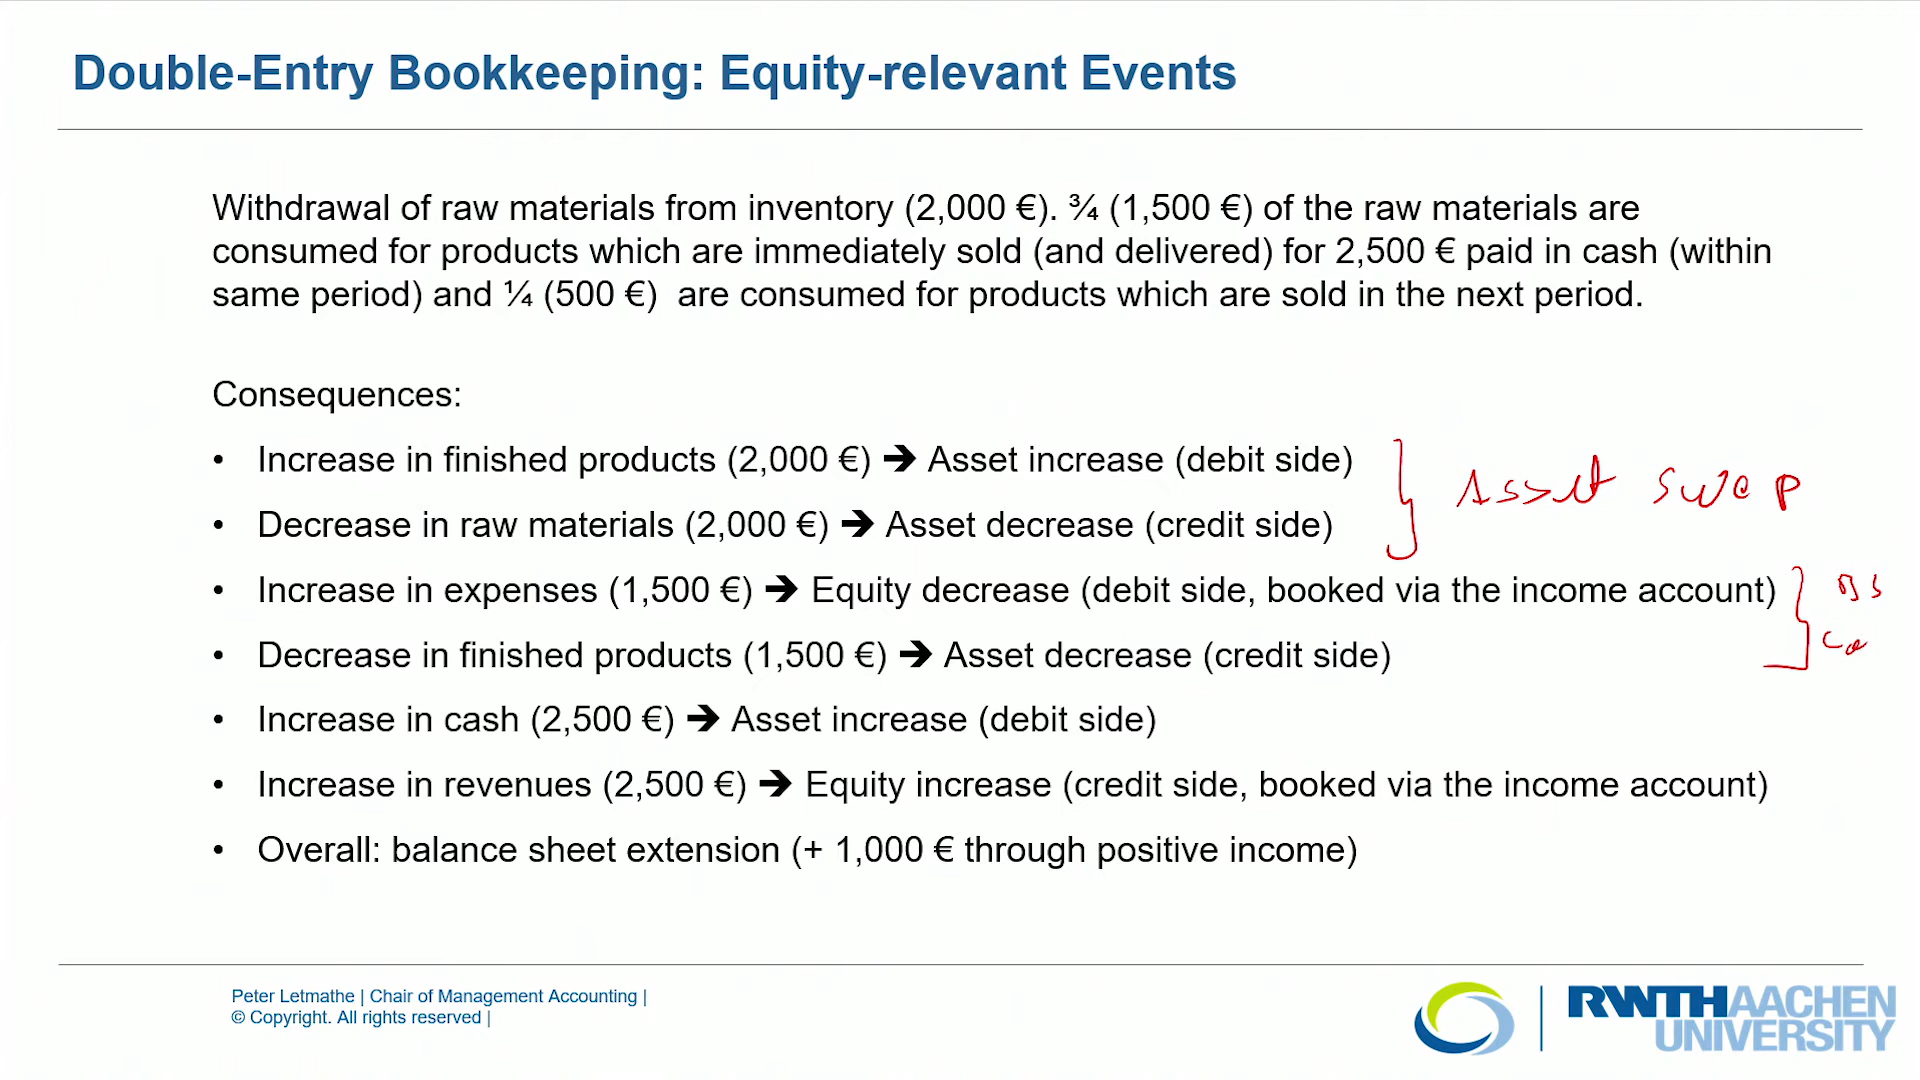 Double-Entry Bookkeeping: Equity-relevant Events
Withdrawal of raw materials from inventory (2,000 €). ¾ (1,500 €) of the raw materials are
consumed for products which are immediately sold (and delivered) for 2,500 € paid in cash (within
same period) and ¼ (500 €) are consumed for products which are sold in the next period.
Consequences:
• Increase in finished products (2,000 €) ➔ Asset increase (debit side)
• Decrease in raw materials (2,000 €) ➔ Asset decrease (credit side)
Asset swap
• Increase in expenses (1,500 €) ➔ Equity decrease (debit side, booked via the income account)
• Decrease in finished products (1,500 €) ➔ Asset decrease (credit side)
• Increase in cash (2,500 €) ➔ Asset increase (debit side)
• Increase in revenues (2,500 €) ➔ Equity increase (credit side, booked via the income account)
• Overall: balance sheet extension (+ 1,000 € through positive income)
Peter Letmathe | Chair of Management Accounting |
© Copyright. All rights reserved |
RWTH AACHEN
UNIVERSITY